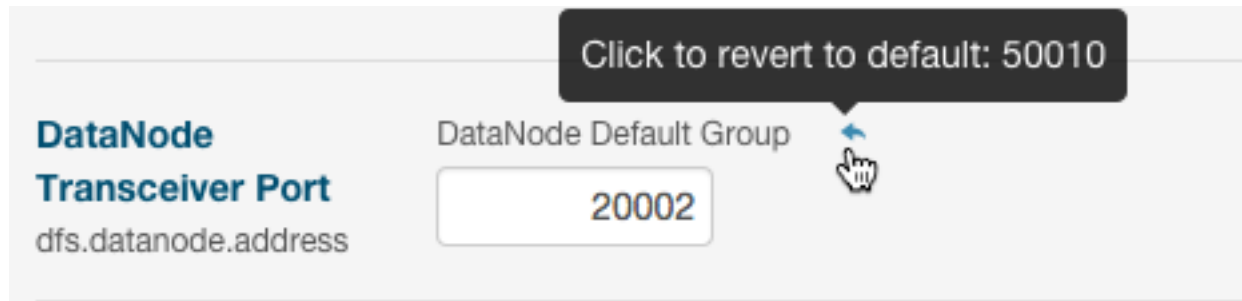 Click to revert to default: 50010
DataNode
Transceiver Port
dfs.datanode.address
DataNode Default Group
20002